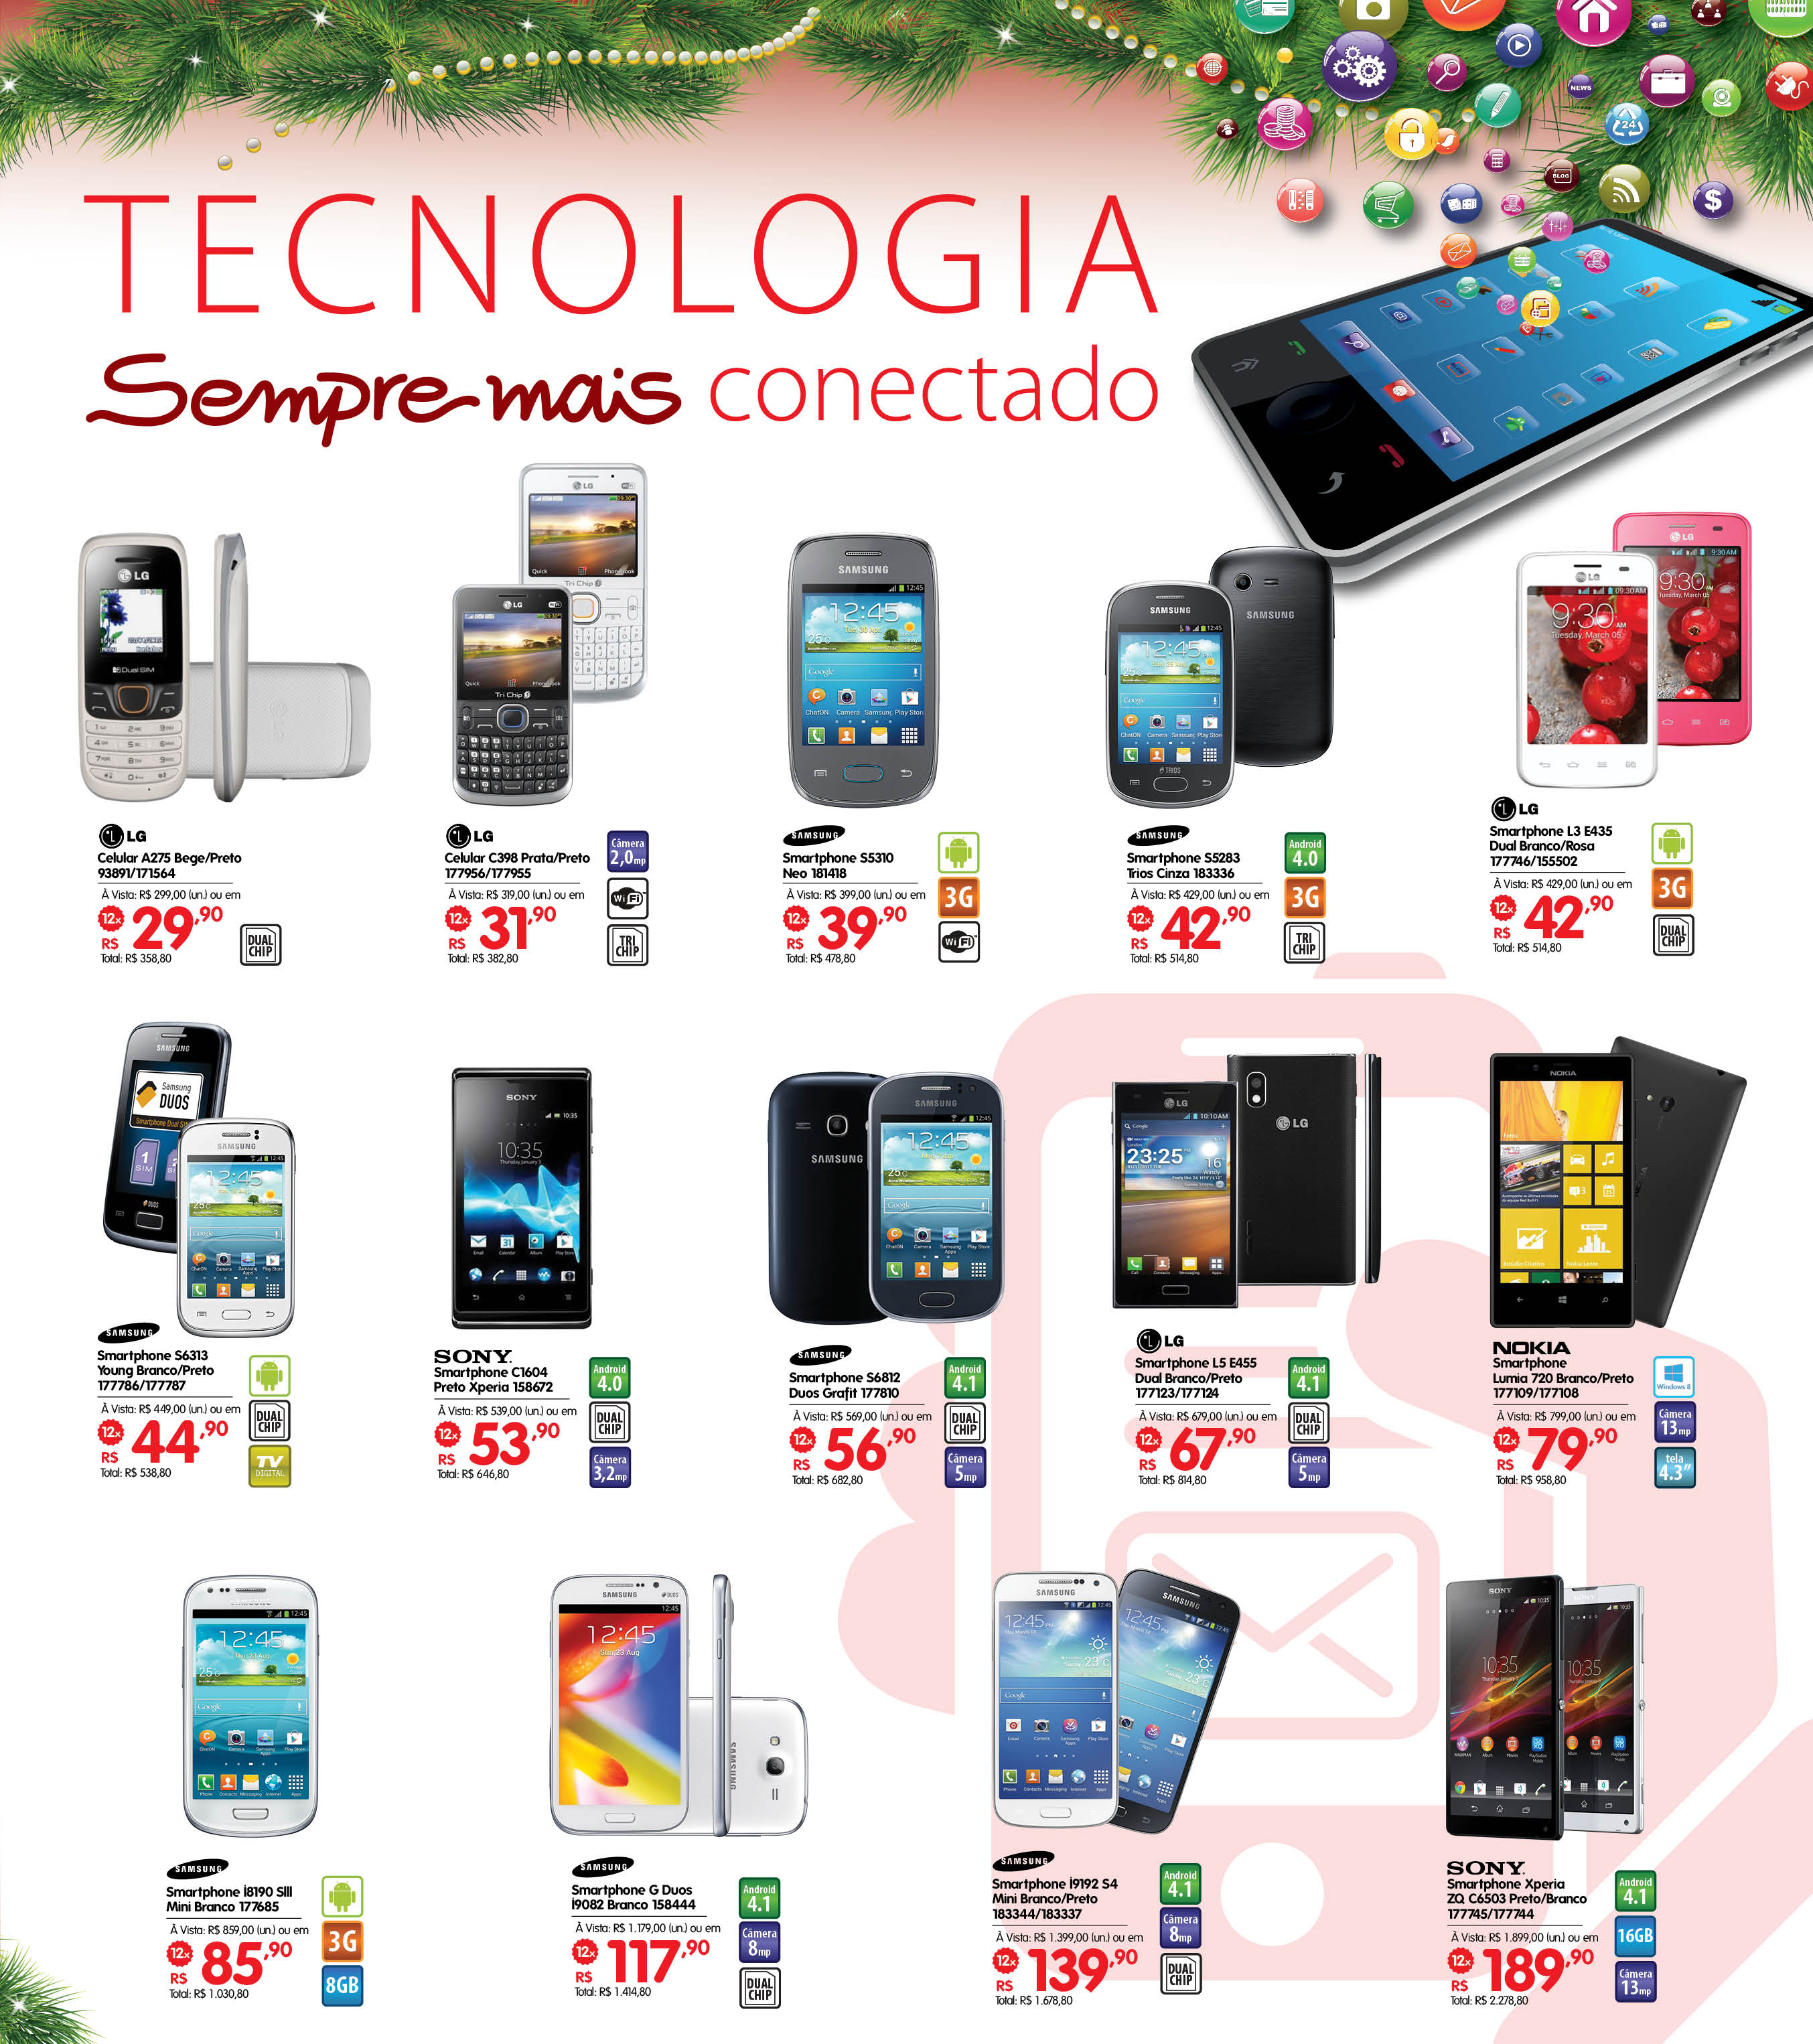 TECNOLOGIA
Sempre mais conectado
LG
Celular A275 Bege/Preto
93891/171564
À Vista: R$ 299,00 (un.) ou em
12x
R$ 29,90
Total: R$ 358,80
DUAL
CHIP
LG
Celular C398 Prata/Preto
177956/177955
À Vista: R$ 319,00 (un.) ou em
12x
R$ 31,90
Total: R$ 382,80
Câmera
2,0mp
Wi Fi
TRI
CHIP
SAMSUNG
Smartphone S5310
Neo 181418
À Vista: R$ 399,00 (un.) ou em
12x
R$ 39,90
Total: R$ 478,80
3G
Wi Fi
SAMSUNG
Smartphone S5283
Trios Cinza 183336
À Vista: R$ 429,00 (un.) ou em
12x
R$ 42,90
Total: R$ 514,80
Android
4.0
3G
TRI
CHIP
LG
Smartphone L3 E435
Dual Branco/Rosa
177746/155502
À Vista: R$ 429,00 (un.) ou em
12x
R$ 42,90
Total: R$ 514,80
3G
DUAL
CHIP
SAMSUNG
Smartphone S6313
Young Branco/Preto
177786/177787
À Vista: R$ 449,00 (un.) ou em
12x
R$ 44,90
Total: R$ 538,80
DUAL
CHIP
TV
DIGITAL
SONY
Smartphone C1604
Preto Xperia 158672
À Vista: R$ 539,00 (un.) ou em
12x
R$ 53,90
Total: R$ 646,80
Android
4.0
DUAL
CHIP
Câmera
3,2mp
SAMSUNG
Smartphone S6812
Duos Grafit 177810
À Vista: R$ 569,00 (un.) ou em
12x
R$ 56,90
Total: R$ 682,80
Android
4.1
DUAL
CHIP
Câmera
5mp
LG
Smartphone L5 E455
Dual Branco/Preto
177123/177124
À Vista: R$ 679,00 (un.) ou em
12x
R$ 67,90
Total: R$ 814,80
Android
4.1
DUAL
CHIP
Câmera
5mp
NOKIA
Smartphone
Lumia 720 Branco/Preto
177109/177108
À Vista: R$ 799,00 (un.) ou em
12x
R$ 79,90
Total: R$ 958,80
Windows 8
Câmera
13mp
tela
4.3"
SAMSUNG
Smartphone i8190 SIII
Mini Branco 177685
À Vista: R$ 859,00 (un.) ou em
12x
R$ 85,90
Total: R$ 1.030,80
3G
8GB
SAMSUNG
Smartphone G Duos
i9082 Branco 158444
À Vista: R$ 1.179,00 (un.) ou em
12x
R$ 117,90
Total: R$ 1.414,80
Android
4.1
Câmera
8mp
DUAL
CHIP
SAMSUNG
Smartphone i9192 S4
Mini Branco/Preto
183344/183337
À Vista: R$ 1.399,00 (un.) ou em
12x
R$ 139,90
Total: R$ 1.678,80
Android
4.1
Câmera
8mp
DUAL
CHIP
SONY
Smartphone Xperia
ZQ C6503 Preto/Branco
177745/177744
À Vista: R$ 1.899,00 (un.) ou em
12x
R$ 189,90
Total: R$ 2.278,80
Android
4.1
16GB
Câmera
13mp